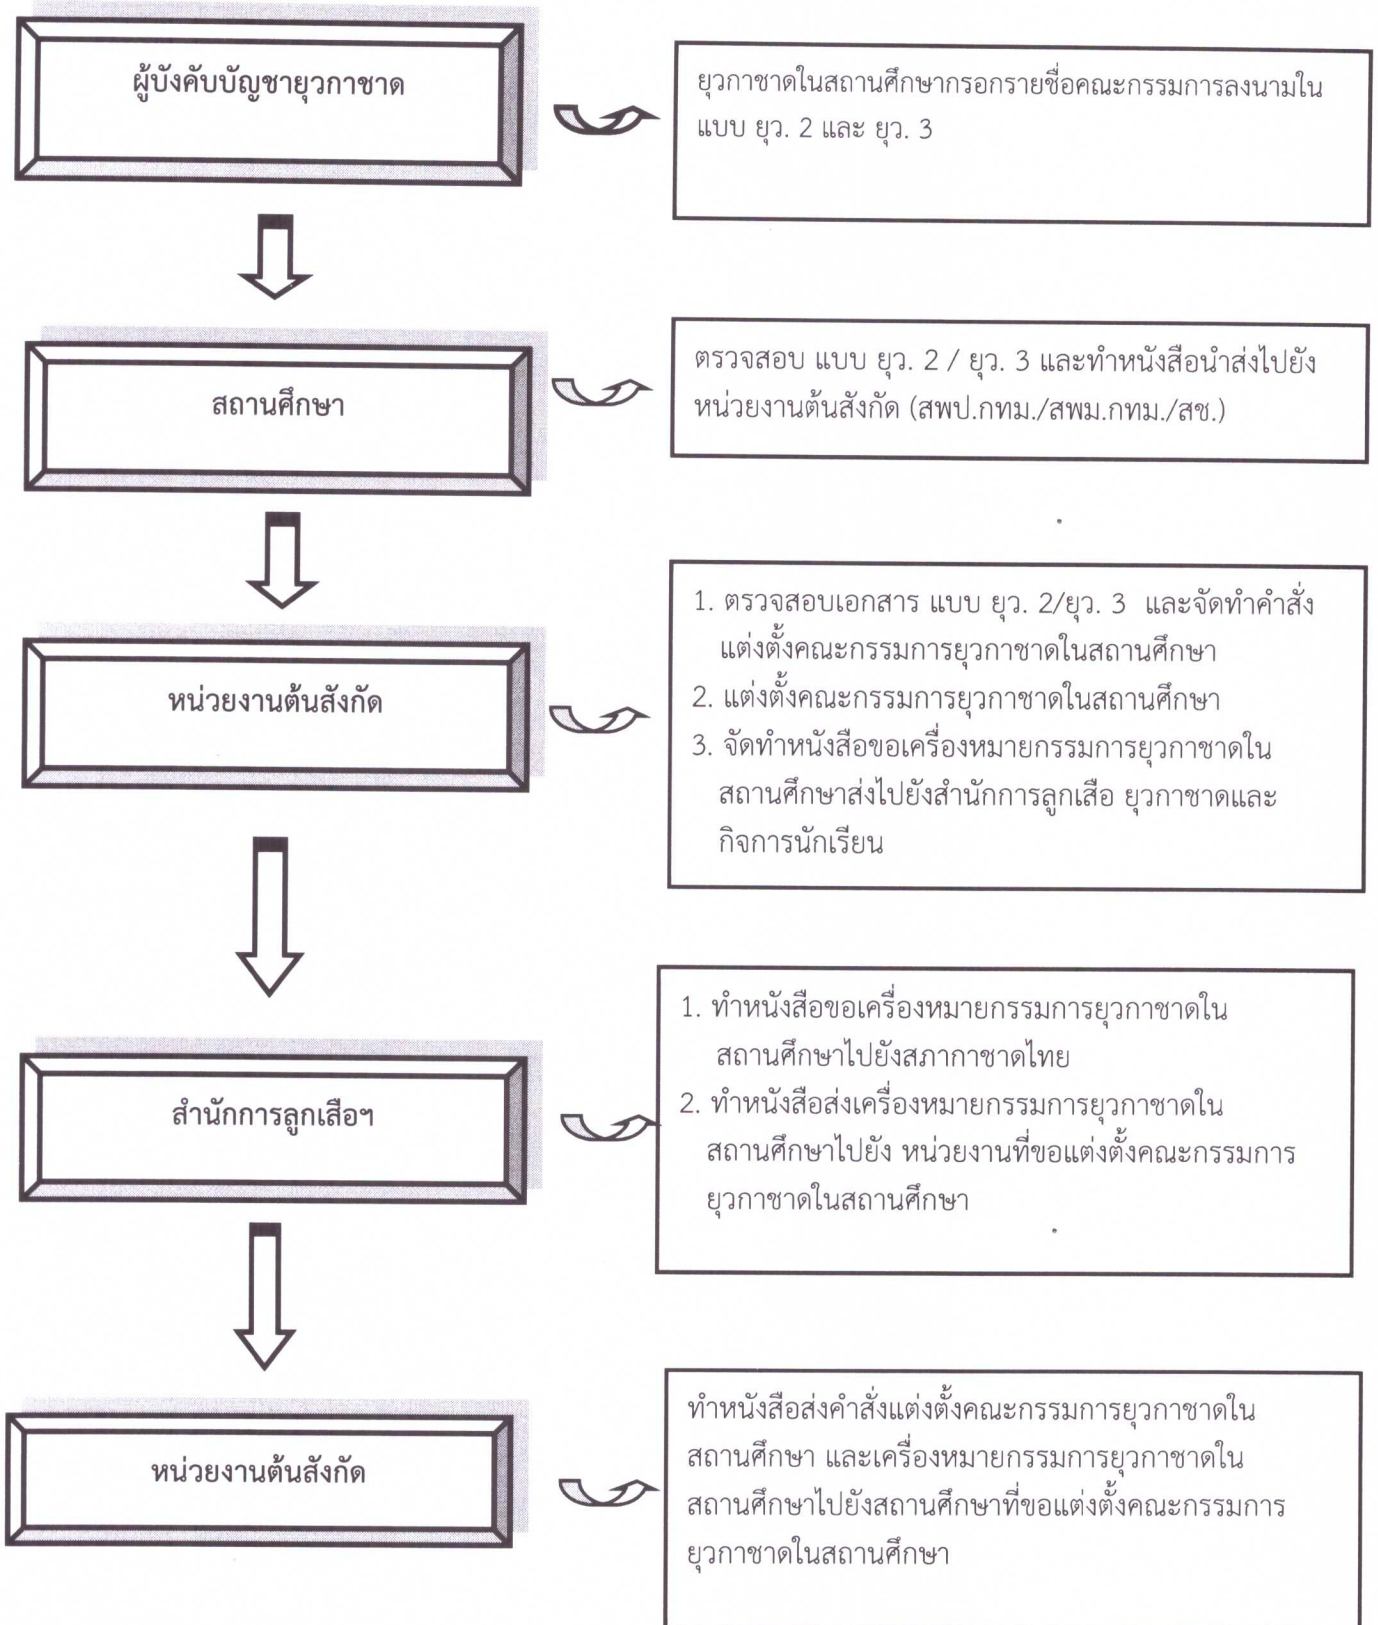 ผู้บังคับบัญชายุวกาชาด
ยุวกาชาดในสถานศึกษากรอกรายชื่อคณะกรรมการลงนามใน
แบบ ยุว. 2 และ ยุว. 3
สถานศึกษา
ตรวจสอบ แบบ ยุว. 2 / ยุว. 3 และทำหนังสือนำส่งไปยัง
หน่วยงานต้นสังกัด (สพป.กทม./สพม.กทม./สช.)
หน่วยงานต้นสังกัด
1. ตรวจสอบเอกสาร แบบ ยุว. 2/ยุว. 3 และจัดทำคำสั่ง
แต่งตั้งคณะกรรมการยุวกาชาดในสถานศึกษา
2. แต่งตั้งคณะกรรมการยุวกาชาดในสถานศึกษา
3. จัดทำหนังสือขอเครื่องหมายกรรมการยุวกาชาดใน
สถานศึกษาส่งไปยังสำนักการลูกเสือ ยุวกาชาดและ
กิจการนักเรียน
สำนักการลูกเสือฯ
1. ทำหนังสือขอเครื่องหมายกรรมการยุวกาชาดใน
สถานศึกษาไปยังสภากาชาดไทย
2. ทำหนังสือส่งเครื่องหมายกรรมการยุวกาชาดใน
สถานศึกษาไปยัง หน่วยงานที่ขอแต่งตั้งคณะกรรมการ
ยุวกาชาดในสถานศึกษา
หน่วยงานต้นสังกัด
ทำหนังสือส่งคำสั่งแต่งตั้งคณะกรรมการยุวกาชาดใน
สถานศึกษา และเครื่องหมายกรรมการยุวกาชาดใน
สถานศึกษาไปยังสถานศึกษาที่ขอแต่งตั้งคณะกรรมการ
ยุวกาชาดในสถานศึกษา